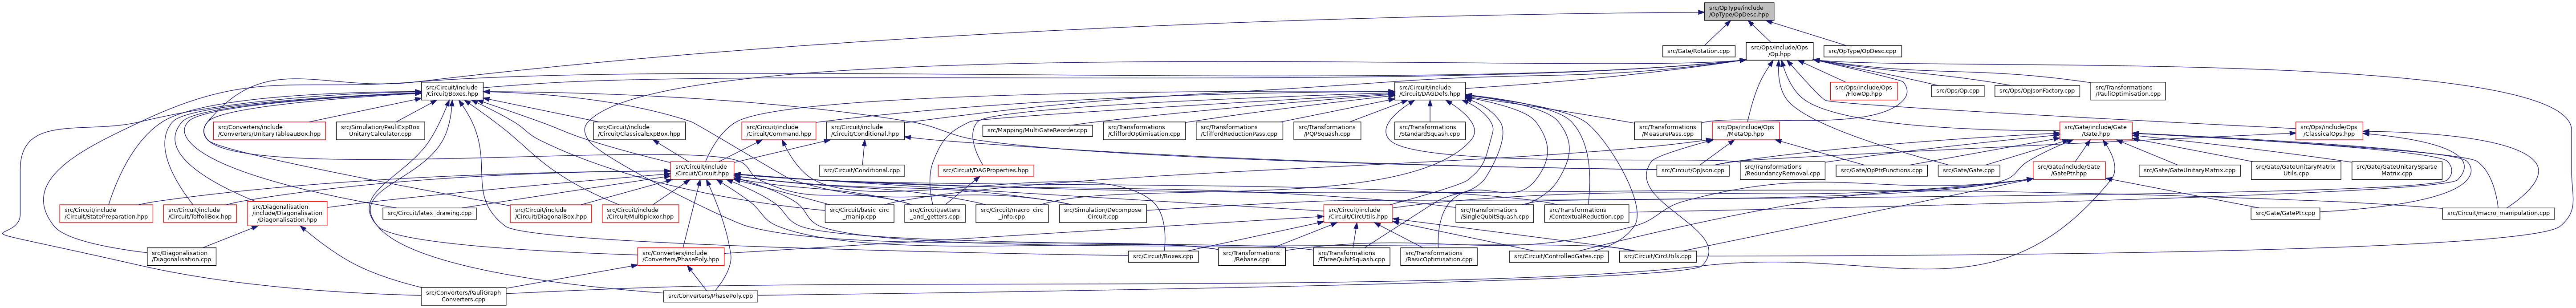 src/OpType/include
/OpType/OpDesc.hpp
src/Gate/Rotation.cpp
src/Ops/include/Ops
/Op.hpp
src/OpType/OpDesc.cpp
src/Circuit/include
/Circuit/Boxes.hpp
src/Circuit/include
/Circuit/DAGDefs.hpp
src/Ops/include/Ops
/FlowOp.hpp
src/Ops/Op.cpp
src/Ops/OpJsonFactory.cpp
src/Transformations
/PauliOptimisation.cpp
src/Converters/include
/Converters/UnitaryTableauBox.hpp
src/Simulation/PauliExpBox
UnitaryCalculator.cpp
src/Circuit/include
/Circuit/ClassicalExpBox.hpp
src/Circuit/include
/Circuit/Command.hpp
src/Circuit/include
/Circuit/Conditional.hpp
src/Mapping/MultiGateReorder.cpp
src/Transformations
/CliffordOptimisation.cpp
src/Transformations
/CliffordReductionPass.cpp
src/Transformations
/PQPSquash.cpp
src/Transformations
/StandardSquash.cpp
src/Transformations
/MeasurePass.cpp
src/Ops/include/Ops
/MetaOp.hpp
src/Gate/include/Gate
/Gate.hpp
src/Ops/include/Ops
/ClassicalOps.hpp
src/Circuit/include
/Circuit/Circuit.hpp
src/Circuit/Conditional.cpp
src/Circuit/include
/Circuit/DAGProperties.hpp
src/Circuit/OpJson.cpp
src/Transformations
/RedundancyRemoval.cpp
src/Gate/OpPtrFunctions.cpp
src/Gate/Gate.cpp
src/Gate/include/Gate
/GatePtr.hpp
src/Gate/GateUnitaryMatrix.cpp
src/Gate/GateUnitaryMatrix
Utils.cpp
src/Gate/GateUnitarySparse
Matrix.cpp
src/Circuit/include
/Circuit/StatePreparation.hpp
src/Circuit/include
/Circuit/ToffoliBox.hpp
src/Diagonalisation
/include/Diagonalisation
/Diagonalisation.hpp
src/Circuit/latex_drawing.cpp
src/Circuit/include
/Circuit/DiagonalBox.hpp
src/Circuit/include
/Circuit/Multiplexor.hpp
src/Circuit/basic_circ
_manip.cpp
src/Circuit/setters
_and_getters.cpp
src/Circuit/macro_circ
_info.cpp
src/Simulation/Decompose
Circuit.cpp
src/Circuit/include
/Circuit/CircUtils.hpp
src/Transformations
/SingleQubitSquash.cpp
src/Transformations
/ContextualReduction.cpp
src/Gate/GatePtr.cpp
src/Circuit/macro_manipulation.cpp
src/Diagonalisation
/Diagonalisation.cpp
src/Converters/include
/Converters/PhasePoly.hpp
src/Circuit/Boxes.cpp
src/Transformations
/Rebase.cpp
src/Transformations
/ThreeQubitSquash.cpp
src/Transformations
/BasicOptimisation.cpp
src/Circuit/ControlledGates.cpp
src/Circuit/CircUtils.cpp
src/Converters/PauliGraph
Converters.cpp
src/Converters/PhasePoly.cpp